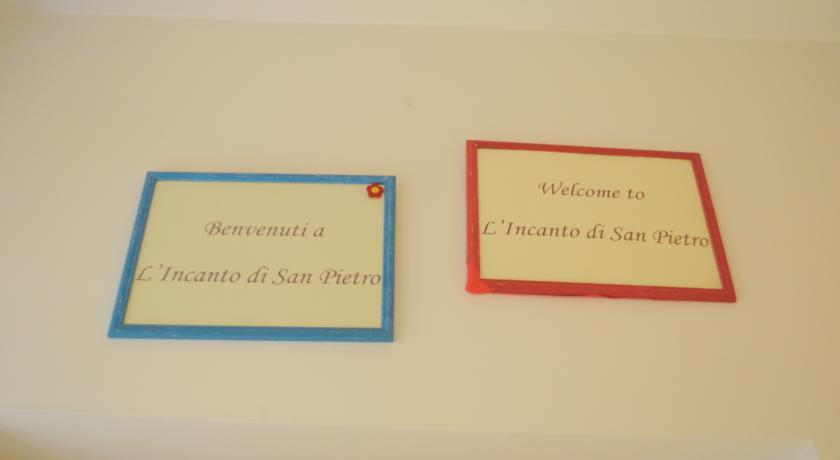 Benvenuti a
L'Incanto di San Pietro
Welcome to
L'Incanto di San Pietro